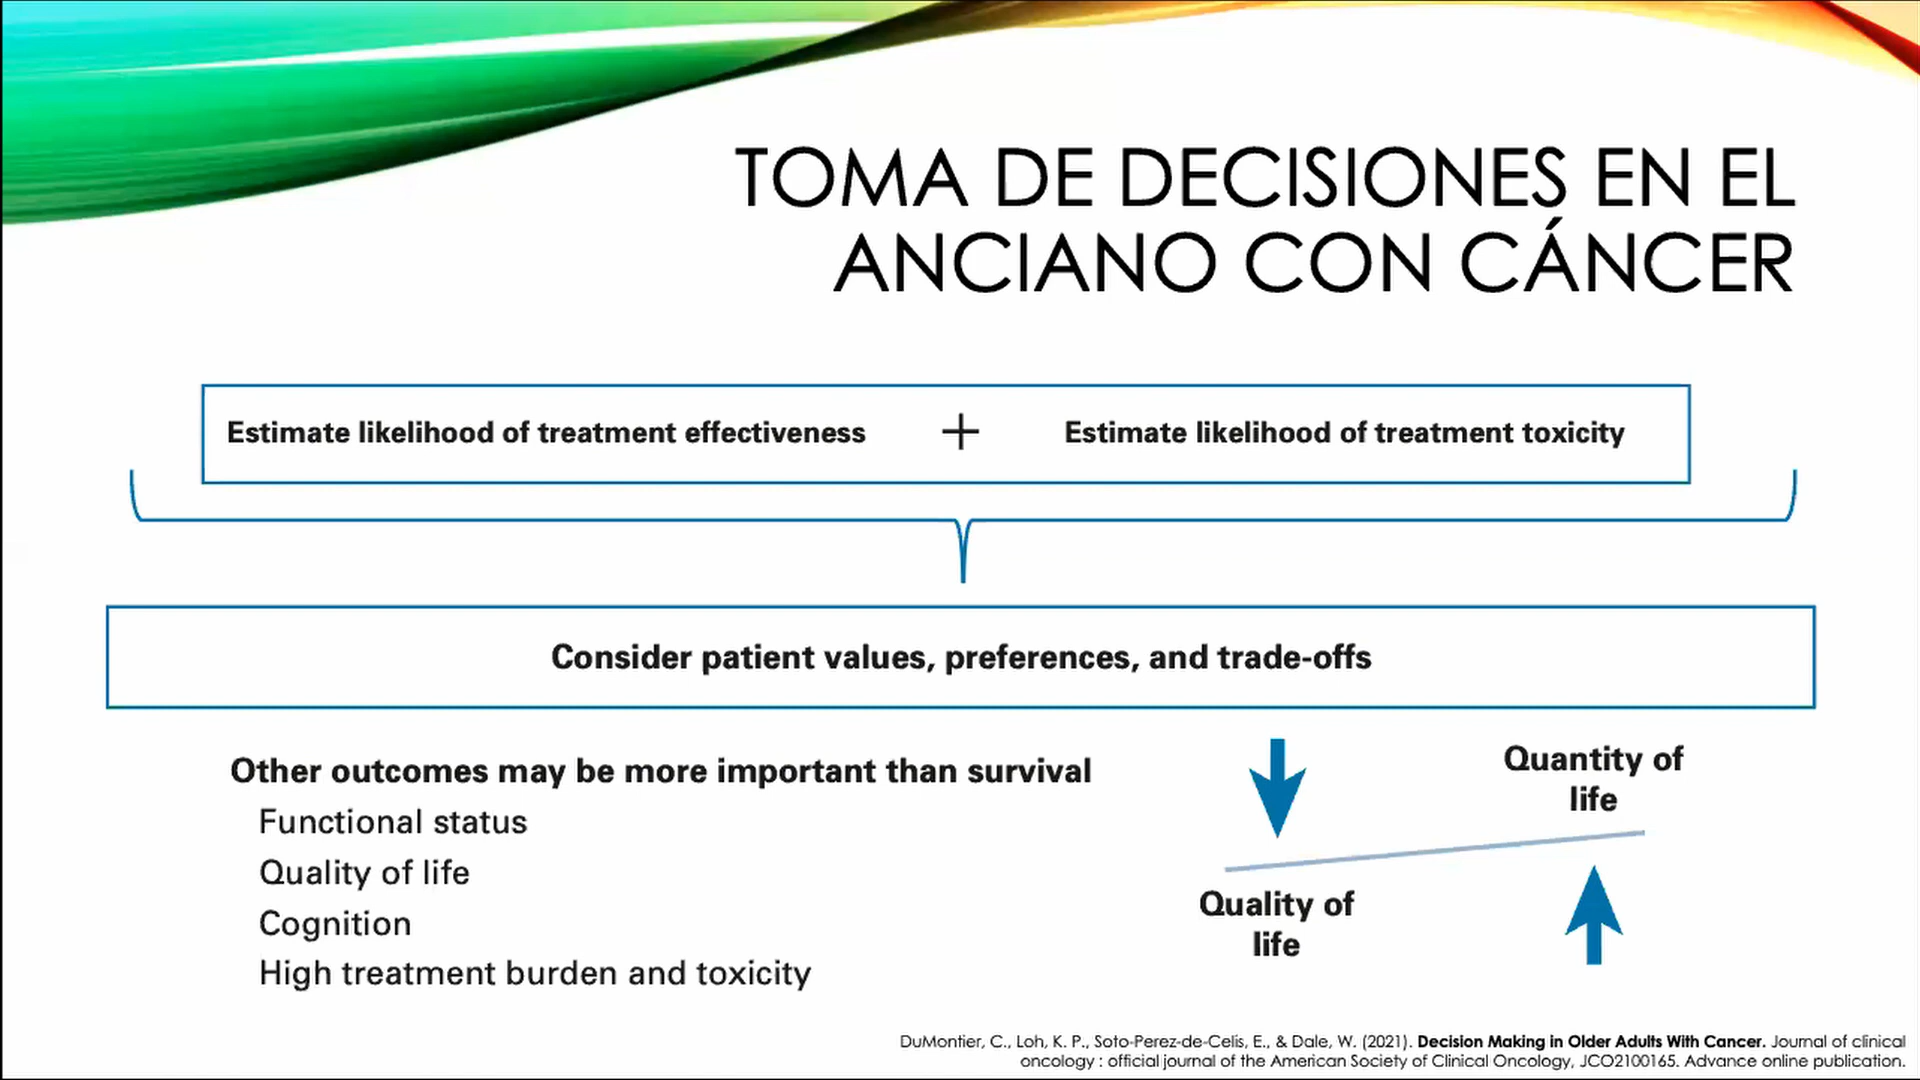 TOMA DE DECISIONES EN EL
ANCIANO CON CÁNCER
Estimate likelihood of treatment effectiveness + Estimate likelihood of treatment toxicity
Consider patient values, preferences, and trade-offs
Other outcomes may be more important than survival
Functional status
Quality of life
Cognition
High treatment burden and toxicity
Quantity of
life
Quality of
life
DuMontier, C., Loh, K. P., Soto-Perez-de-Celis, E., & Dale, W. (2021). Decision Making in Older Adults With Cancer. Journal of clinical
oncology : official journal of the American Society of Clinical Oncology, JCO2100165. Advance online publication.